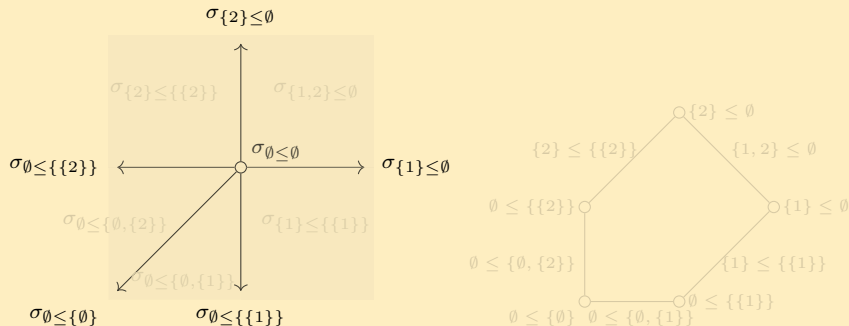 σ_{{2}≤∅}
σ_{{2}≤{{2}}} σ_{{1,2}≤∅}
{2} ≤ ∅
{2} ≤ {{2}} {1, 2} ≤ ∅
σ_{∅≤∅}
σ_{∅≤{{2}}} σ_{{1}≤∅}
∅ ≤ {{2}} {1} ≤ ∅
σ_{∅≤{∅,{2}}} σ_{{1}≤{{1}}}
∅ ≤ {∅, {2}} {1} ≤ {{1}}
σ_{∅≤{∅,{1}}}
∅ ≤ {{1}}
σ_{∅≤{∅}} σ_{∅≤{{1}}}
∅ ≤ {∅} ∅ ≤ {∅, {1}}